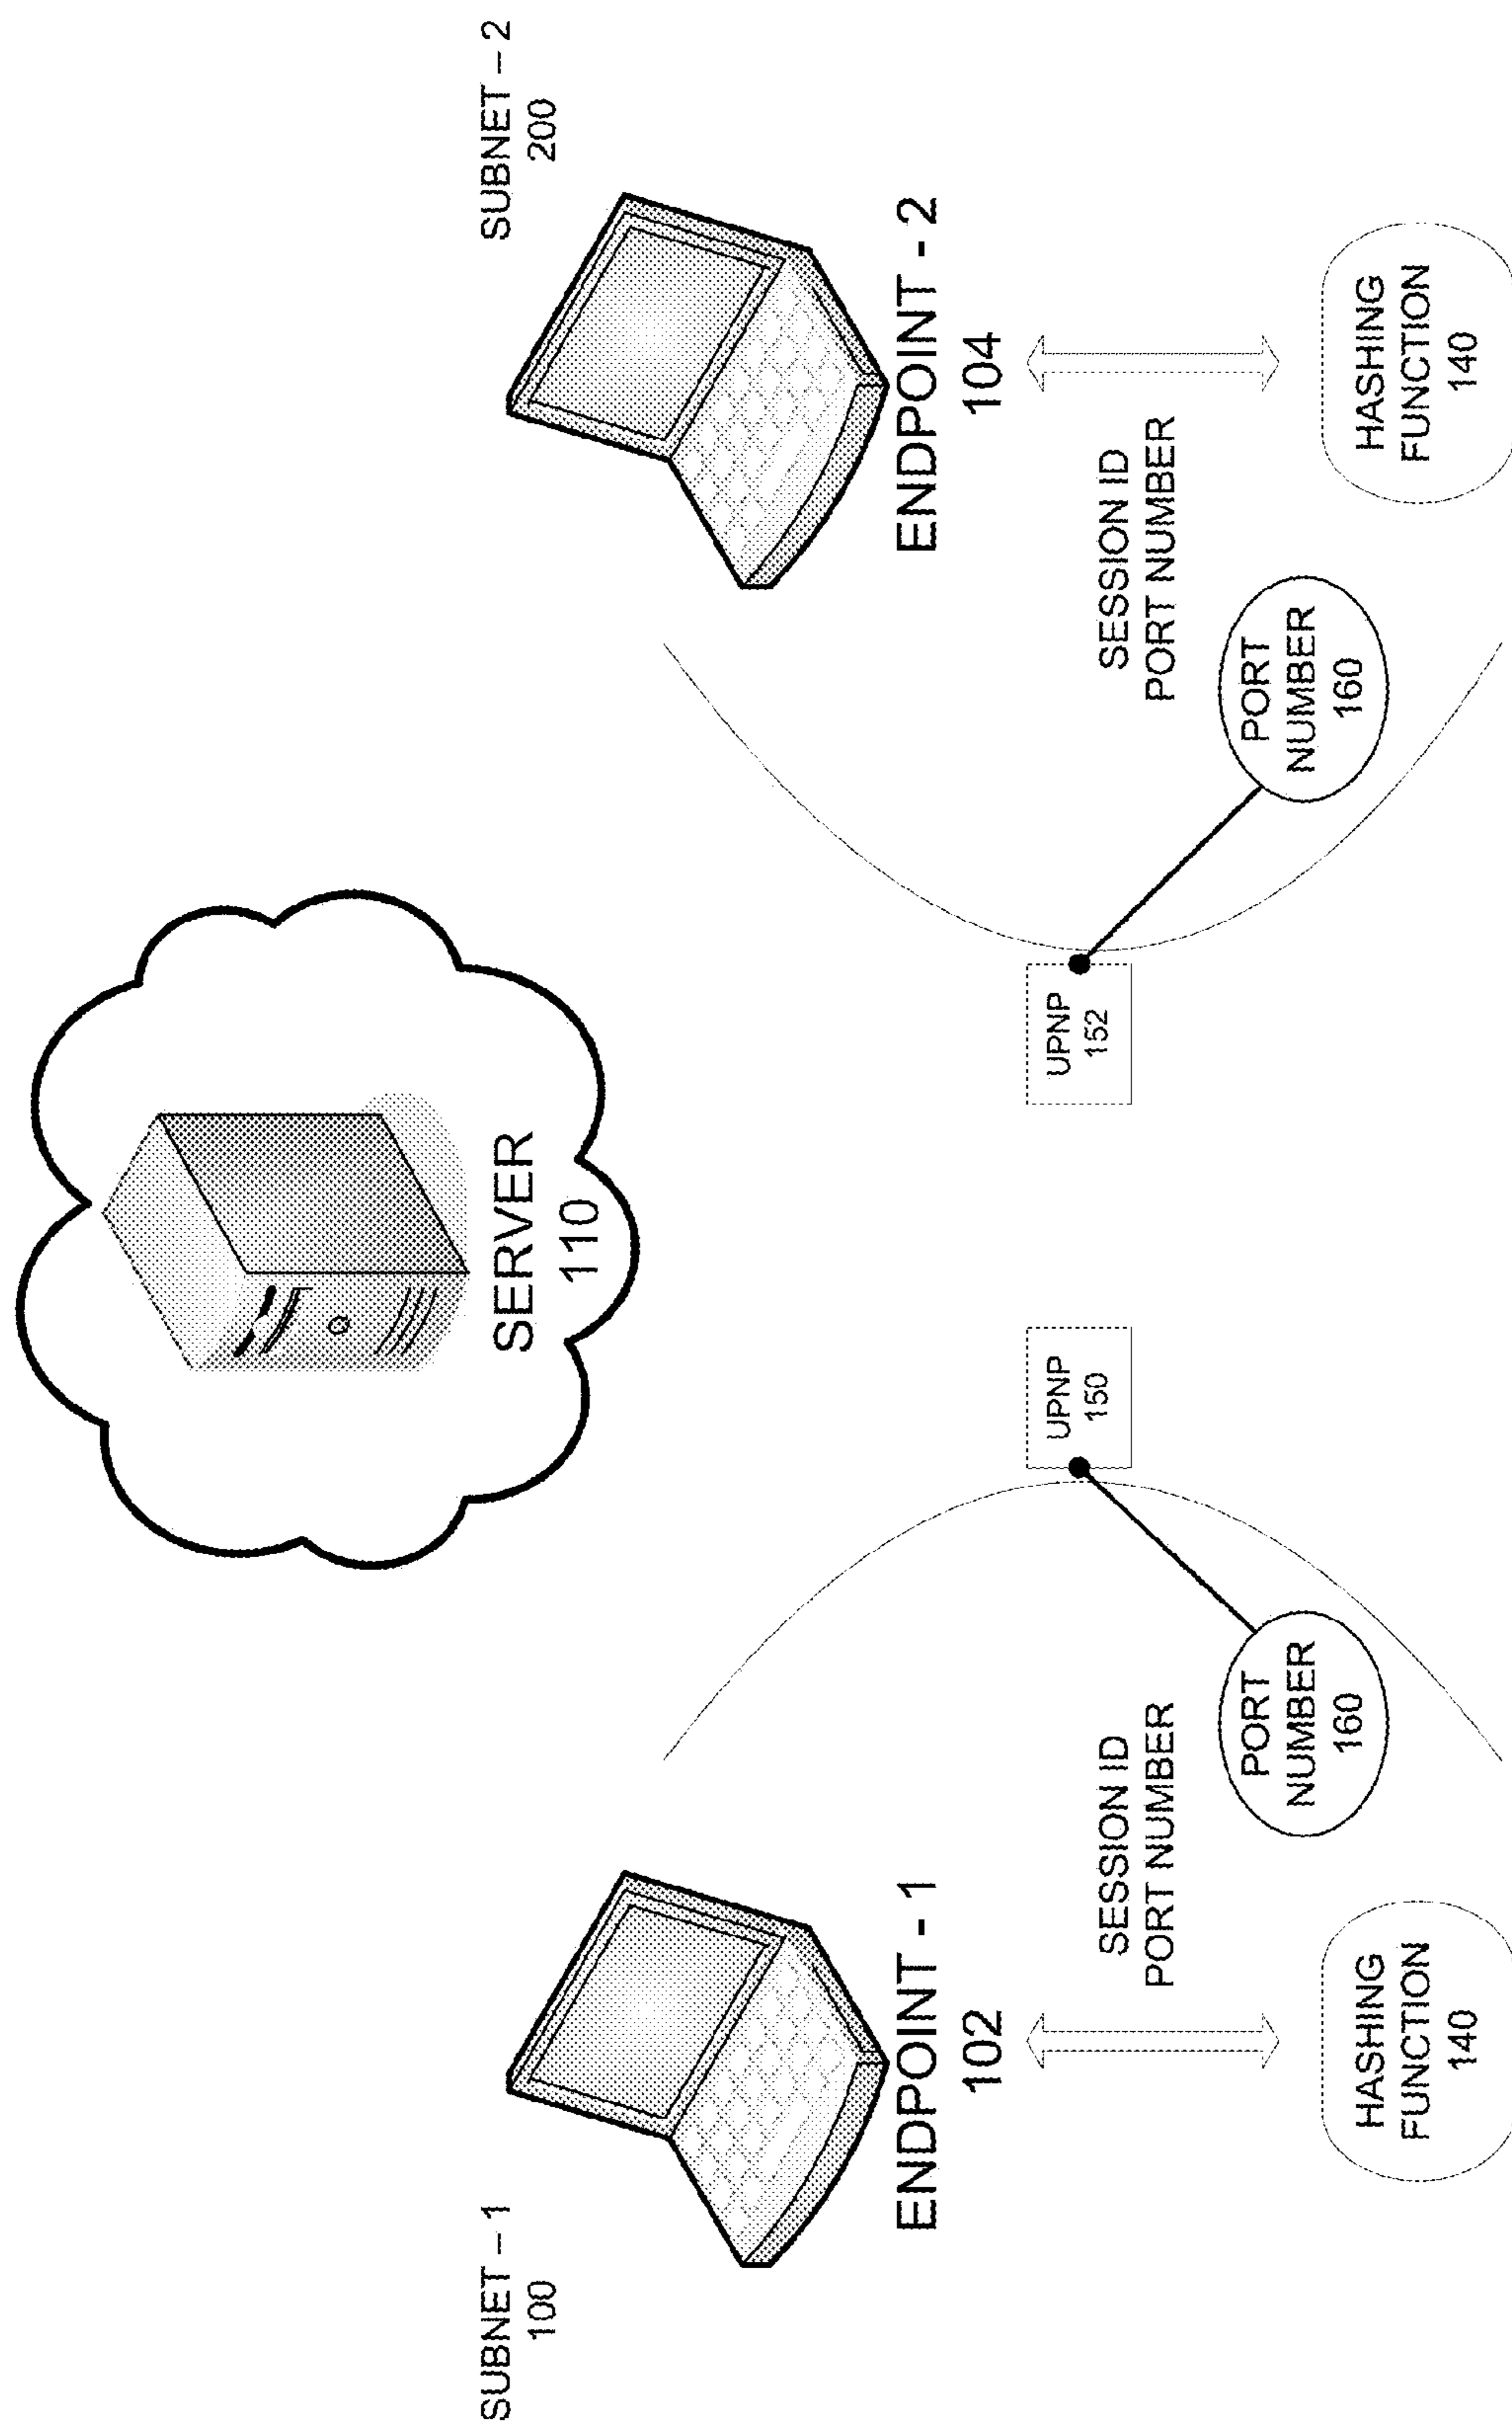 SUBNET – 1
100
SUBNET – 2
200
SERVER
110
ENDPOINT - 1
102
ENDPOINT - 2
104
UPNP
150
UPNP
152
SESSION ID
PORT NUMBER
SESSION ID
PORT NUMBER
PORT
NUMBER
160
PORT
NUMBER
160
HASHING
FUNCTION
140
HASHING
FUNCTION
140